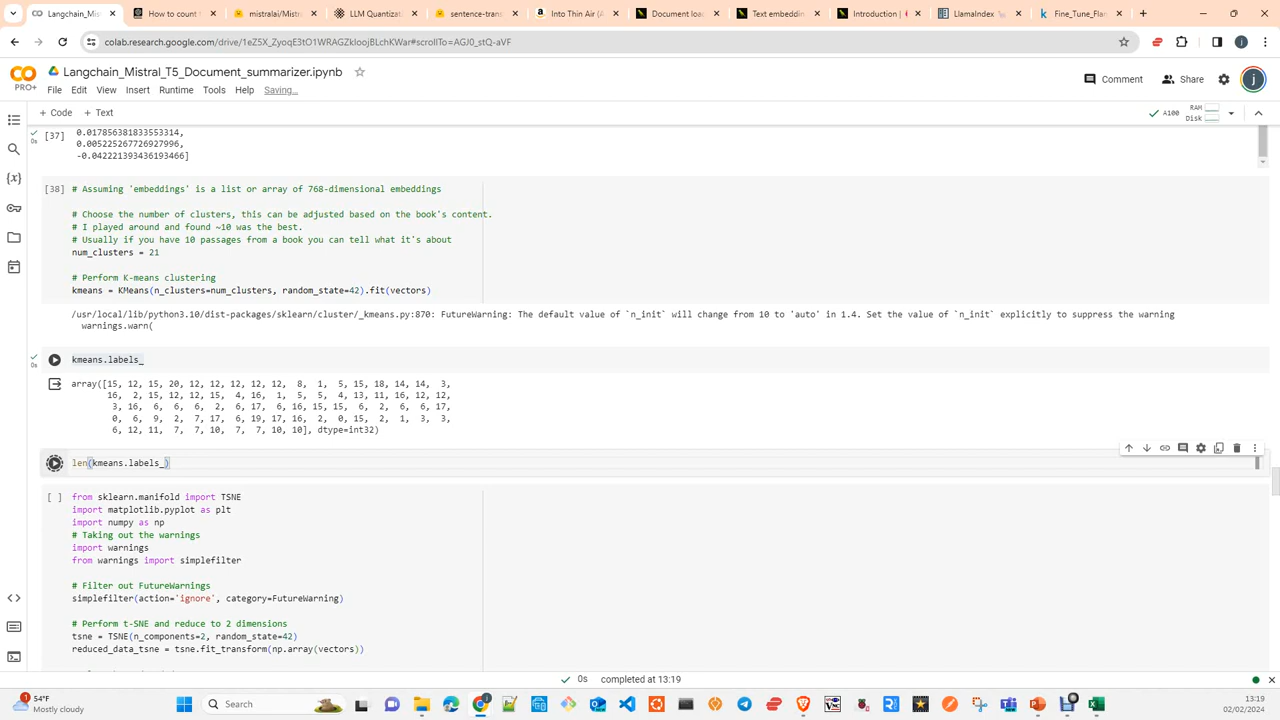 Langchain_Mistral_T5_
How to count
mistralai/Mistr
LLM Quantizati
sentence-trans
Into Thin Air (A
Document loa
Text embeddin
Introduction |
LlamaIndex
Fine_Tune_Flan
colab.research.google.com/drive/1eZ5X_ZyoqE3tO1WRAGZkloojBLchKWar#scrollTo=AGJ0_stQ-aVF
Langchain_Mistral_T5_Document_summarizer.ipynb
PRO+
File Edit View Insert Runtime Tools Help Saving...
Comment Share j
+ Code + Text
A100 RAM Disk
[37] 0.017856381833553314,
0s
0.005225267726927996,
-0.042221393436193466]
[38] # Assuming 'embeddings' is a list or array of 768-dimensional embeddings
# Choose the number of clusters, this can be adjusted based on the book's content.
# I played around and found ~10 was the best.
# Usually if you have 10 passages from a book you can tell what it's about
num_clusters = 21
# Perform K-means clustering
kmeans = KMeans(n_clusters=num_clusters, random_state=42).fit(vectors)
/usr/local/lib/python3.10/dist-packages/sklearn/cluster/_kmeans.py:870: FutureWarning: The default value of `n_init` will change from 10 to 'auto' in 1.4. Set the value of `n_init` explicitly to suppress the warning
warnings.warn(
kmeans.labels_
0s
array([15, 12, 15, 20, 12, 12, 12, 12, 12, 8, 1, 5, 15, 18, 14, 14, 3,
16, 2, 15, 12, 12, 15, 4, 16, 1, 5, 5, 4, 13, 11, 16, 12, 12,
3, 16, 6, 6, 6, 2, 6, 17, 6, 16, 15, 15, 6, 2, 6, 6, 17,
0, 6, 9, 2, 7, 17, 6, 19, 17, 16, 2, 0, 15, 2, 1, 3, 3,
6, 12, 11, 7, 7, 10, 7, 7, 10, 10], dtype=int32)
len(kmeans.labels_)
[ ] from sklearn.manifold import TSNE
import matplotlib.pyplot as plt
import numpy as np
# Taking out the warnings
import warnings
from warnings import simplefilter
# Filter out FutureWarnings
simplefilter(action='ignore', category=FutureWarning)
# Perform t-SNE and reduce to 2 dimensions
tsne = TSNE(n_components=2, random_state=42)
reduced_data_tsne = tsne.fit_transform(np.array(vectors))
0s completed at 13:19
54°F
Mostly cloudy
Search
13:19
02/02/2024